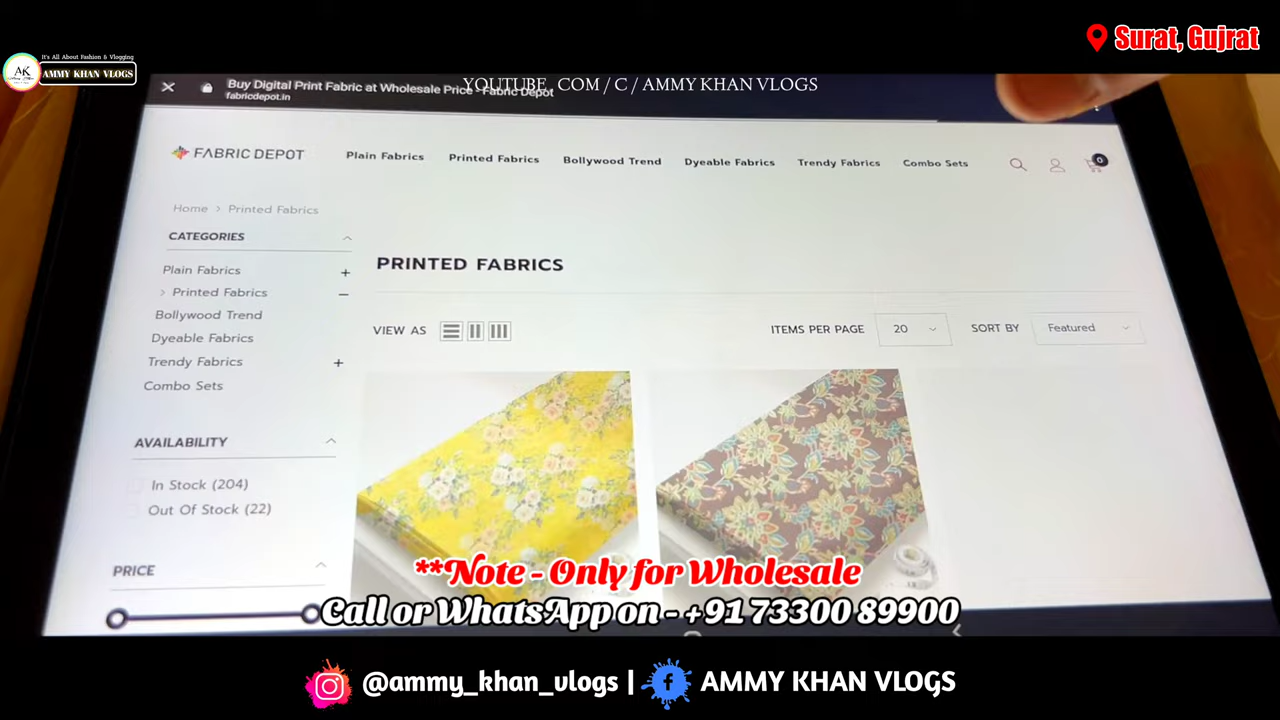 Surat, Gujrat
It's All About Fashion & Vlogging
AK
AMMY KHAN VLOGS
YOUTUBE . COM / C / AMMY KHAN VLOGS
Buy Digital Print Fabric at Wholesale Price - Fabric Depot
fabricdepot.in
FABRIC DEPOT
Plain Fabrics Printed Fabrics Bollywood Trend Dyeable Fabrics Trendy Fabrics Combo Sets
0
Home > Printed Fabrics
CATEGORIES
Plain Fabrics +
> Printed Fabrics –
Bollywood Trend
Dyeable Fabrics
Trendy Fabrics +
Combo Sets
PRINTED FABRICS
VIEW AS
ITEMS PER PAGE 20 SORT BY Featured
AVAILABILITY
In Stock (204)
Out Of Stock (22)
PRICE
**Note - Only for Wholesale
Call or WhatsApp on - +91 73300 89900
@ammy_khan_vlogs | AMMY KHAN VLOGS